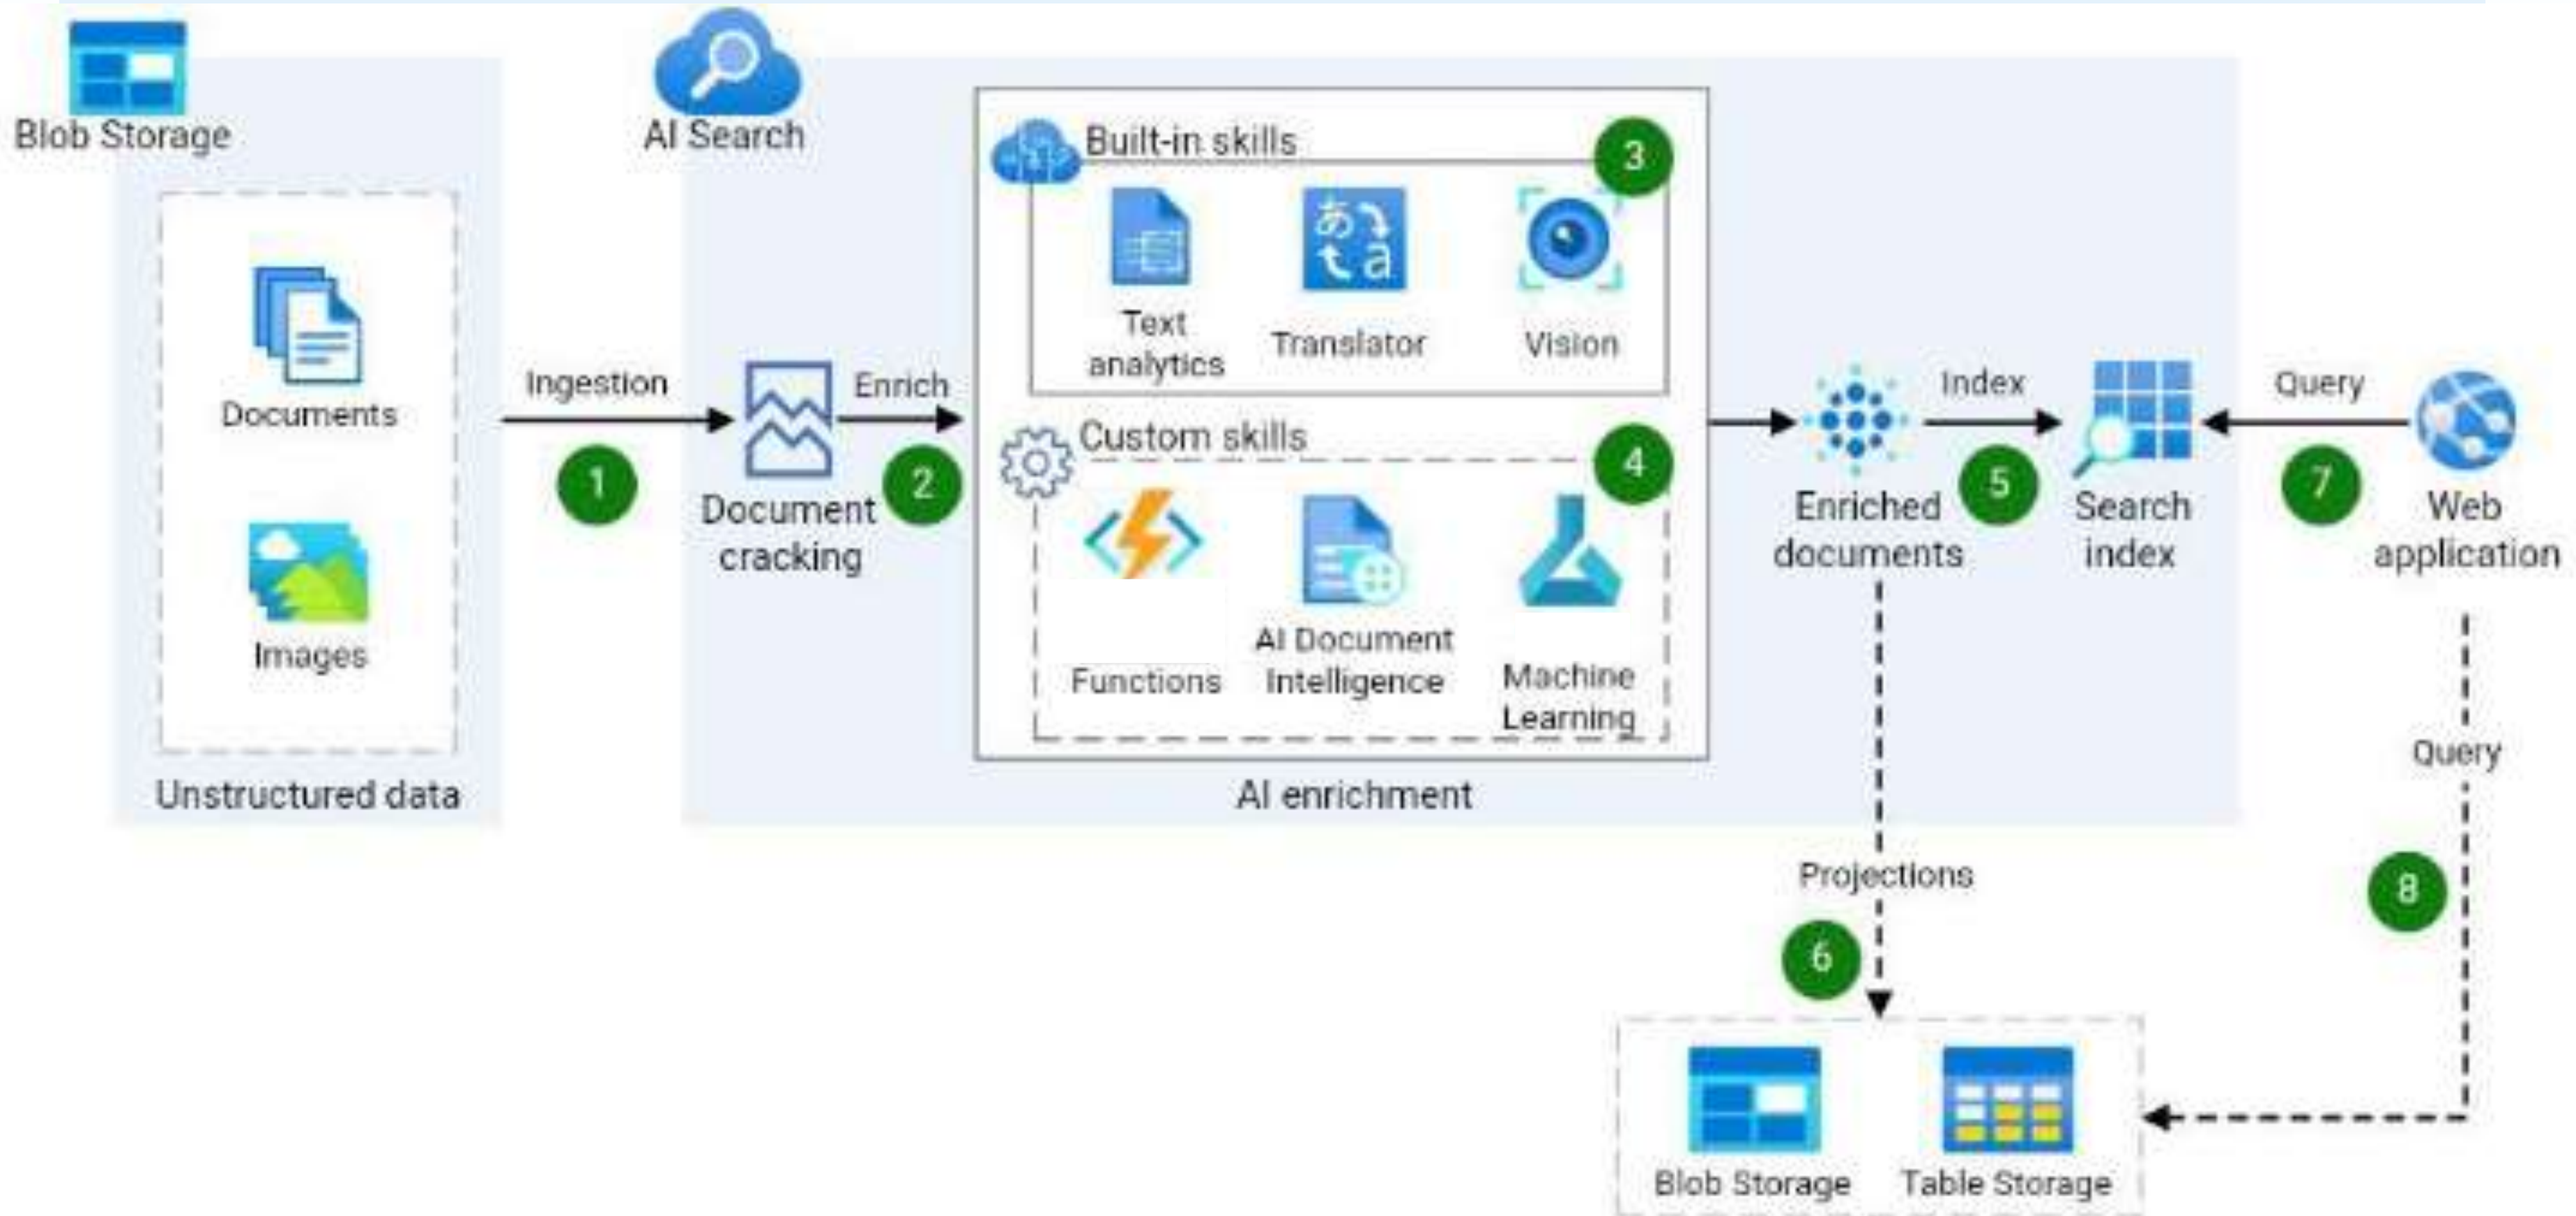 Blob Storage
Documents
Images
Unstructured data
Ingestion
1
AI Search
Document
cracking
Enrich
2
Built-in skills
3
Text
analytics
Translator
Vision
Custom skills
4
Functions
AI Document
Intelligence
Machine
Learning
AI enrichment
Enriched
documents
Index
5
Search
index
Query
7
Web
application
Projections
6
Query
8
Blob Storage
Table Storage